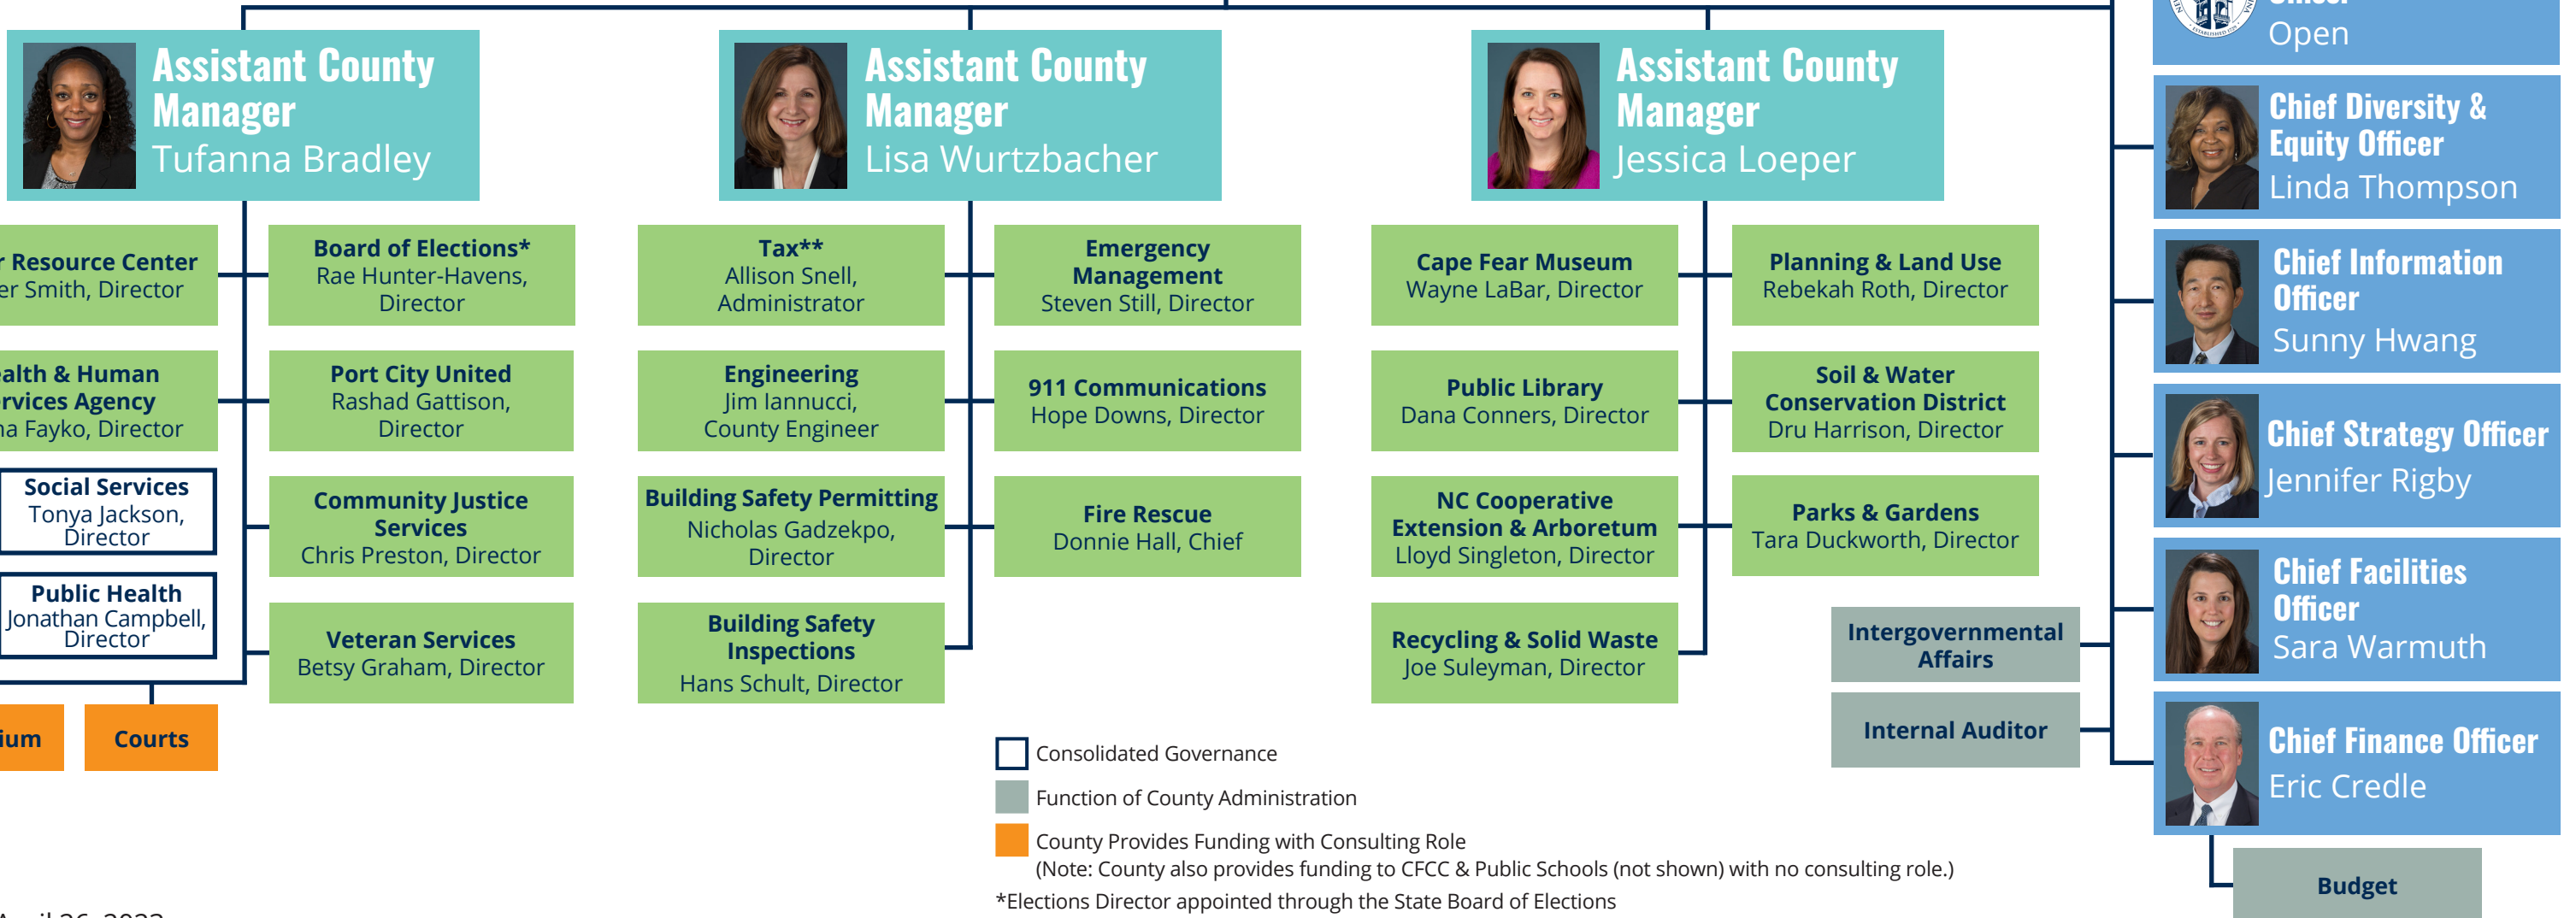 Open
Assistant County
Manager
Tufanna Bradley
Assistant County
Manager
Lisa Wurtzbacher
Assistant County
Manager
Jessica Loeper
Chief Diversity &
Equity Officer
Linda Thompson
Chief Information
Officer
Sunny Hwang
Chief Strategy Officer
Jennifer Rigby
Chief Facilities
Officer
Sara Warmuth
Chief Finance Officer
Eric Credle
Budget
Resource Center
Smith, Director
& Human
Agency
Fayko, Director
Social Services
Tonya Jackson,
Director
Public Health
Jonathan Campbell,
Director
Courts
Board of Elections*
Rae Hunter-Havens,
Director
Port City United
Rashad Gattison,
Director
Community Justice
Services
Chris Preston, Director
Veteran Services
Betsy Graham, Director
Tax**
Allison Snell,
Administrator
Engineering
Jim Iannucci,
County Engineer
Building Safety Permitting
Nicholas Gadzekpo,
Director
Building Safety
Inspections
Hans Schult, Director
Emergency
Management
Steven Still, Director
911 Communications
Hope Downs, Director
Fire Rescue
Donnie Hall, Chief
Cape Fear Museum
Wayne LaBar, Director
Public Library
Dana Conners, Director
NC Cooperative
Extension & Arboretum
Lloyd Singleton, Director
Recycling & Solid Waste
Joe Suleyman, Director
Planning & Land Use
Rebekah Roth, Director
Soil & Water
Conservation District
Dru Harrison, Director
Parks & Gardens
Tara Duckworth, Director
Intergovernmental
Affairs
Internal Auditor
Consolidated Governance
Function of County Administration
County Provides Funding with Consulting Role
(Note: County also provides funding to CFCC & Public Schools (not shown) with no consulting role.)
*Elections Director appointed through the State Board of Elections